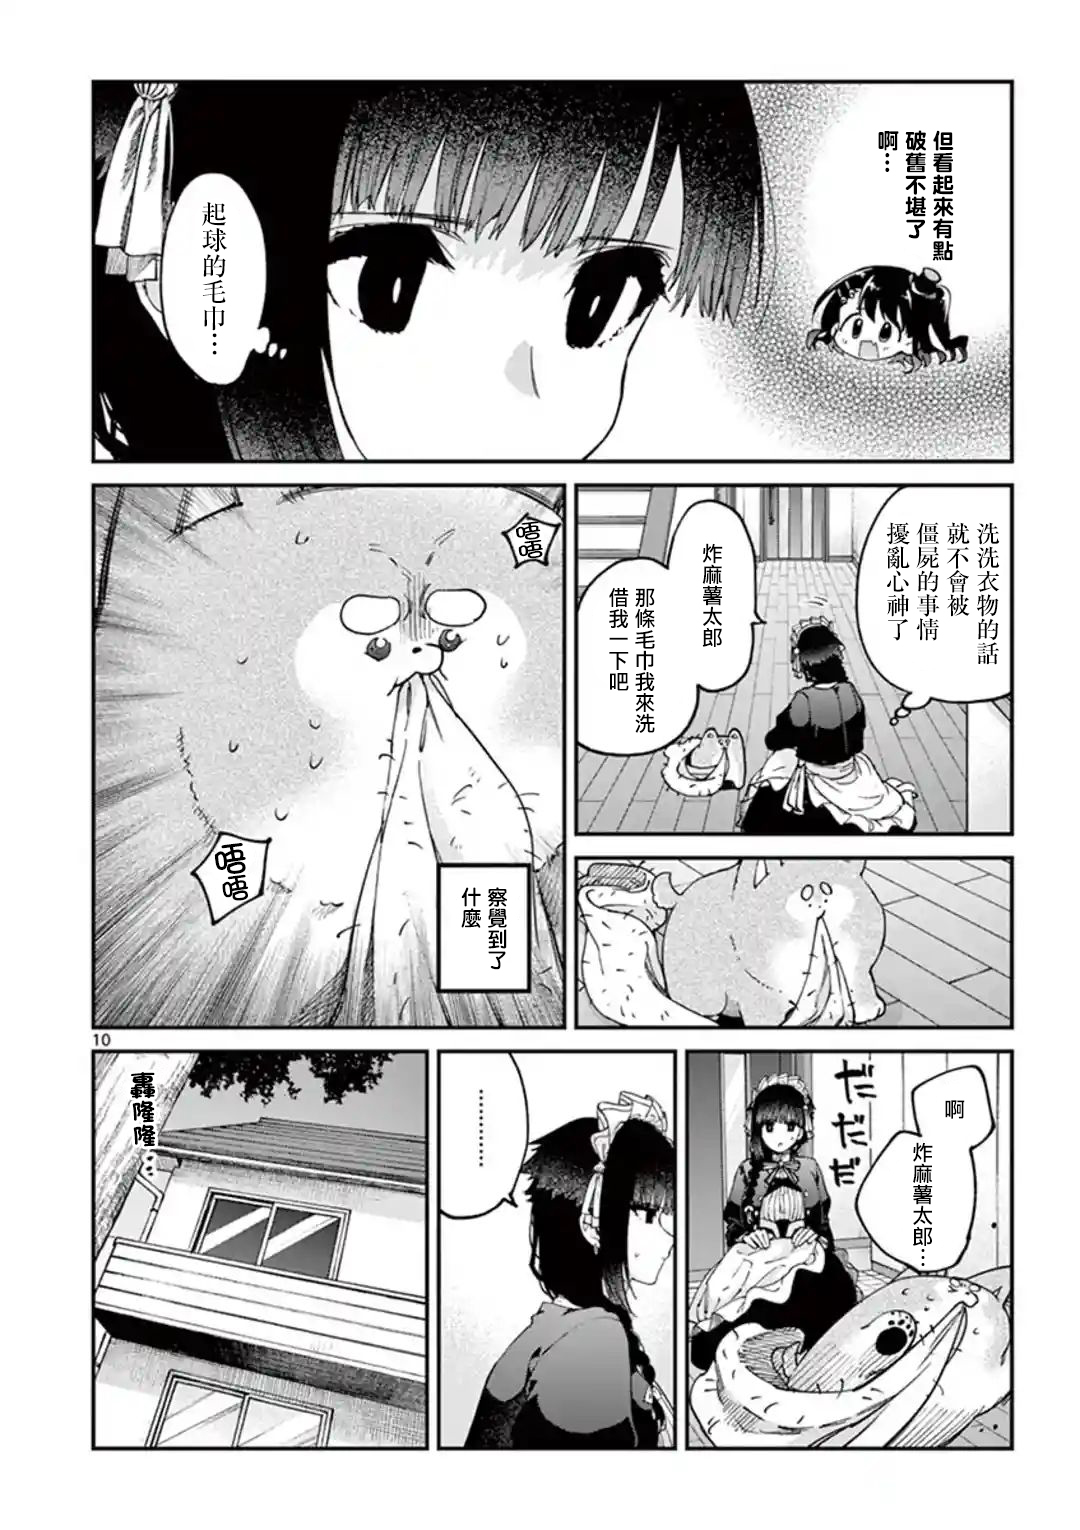 但看起來有點
破舊不堪了
啊…
起球的毛巾…
洗洗衣物的話
就不會被
僵屍的事情
擾亂心神了
炸麻薯太郎
那條毛巾我來洗
借我一下吧
唔唔
唔唔
察覺到了
什麼
10
啊
炸麻薯太郎…
だだだ
………
轟隆隆…